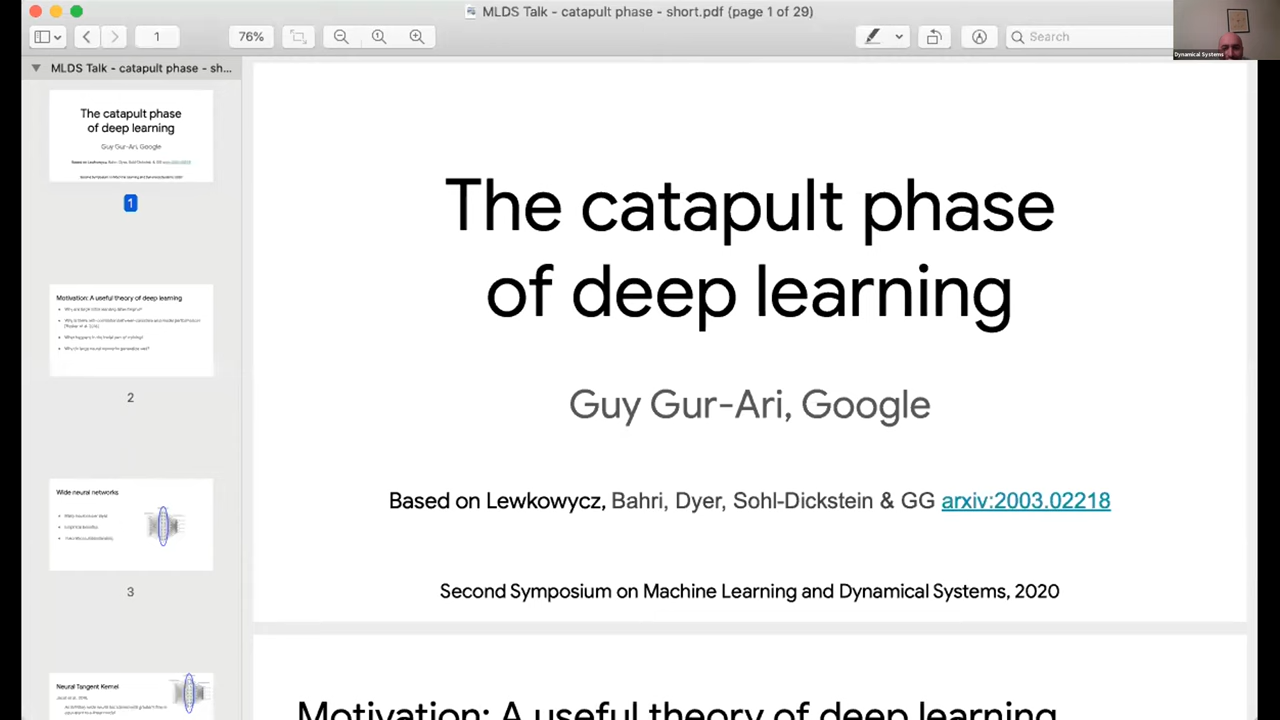 MLDS Talk - catapult phase - short.pdf (page 1 of 29)
1
76%
Search
Dynamical Systems
MLDS Talk - catapult phase - sh...
The catapult phase
of deep learning
Guy Gur-Ari, Google
1
Motivation: A useful theory of deep learning
2
Wide neural networks
3
Neural Tangent Kernel
The catapult phase
of deep learning
Guy Gur-Ari, Google
Based on Lewkowycz, Bahri, Dyer, Sohl-Dickstein & GG arxiv:2003.02218
Second Symposium on Machine Learning and Dynamical Systems, 2020
Motivation: A useful theory of deep learning